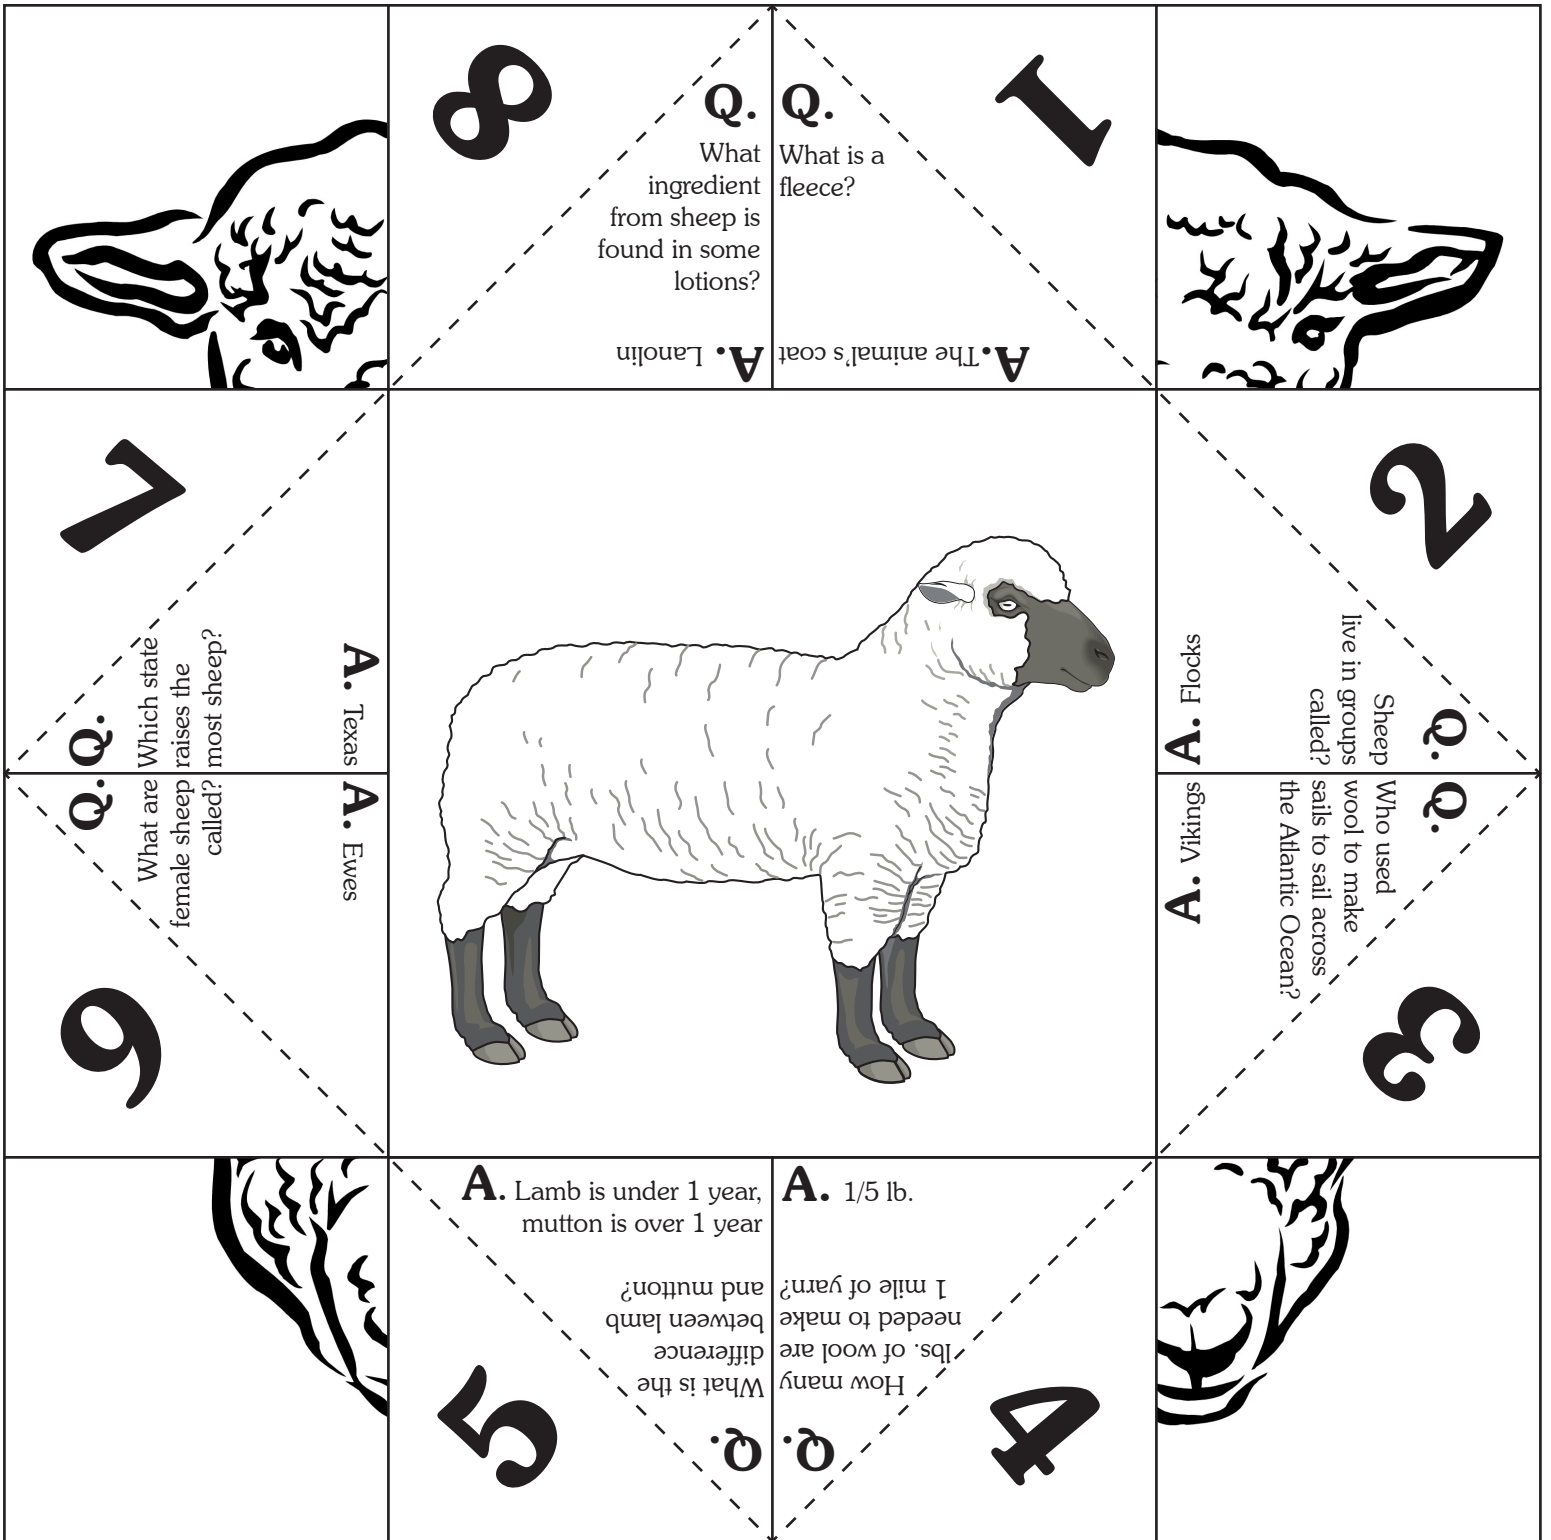 8
Q.
What
ingredient
from sheep is
found in some
lotions?
A. Lanolin
1
Q.
What is a
fleece?
A. The animal's coat
2
Q.
Sheep
live in groups
called?
A. Flocks
3
Q.
Who used
wool to make
sails to sail across
the Atlantic Ocean?
A. Vikings
4
Q.
How many
lbs. of wool are
needed to make
1 mile of yarn?
A. 1/5 lb.
5
Q.
What is the
difference
between lamb
and mutton?
A. Lamb is under 1 year,
mutton is over 1 year
6
Q.
What are
female sheep
called?
A. Ewes
7
Q.
Which state
raises the
most sheep?
A. Texas